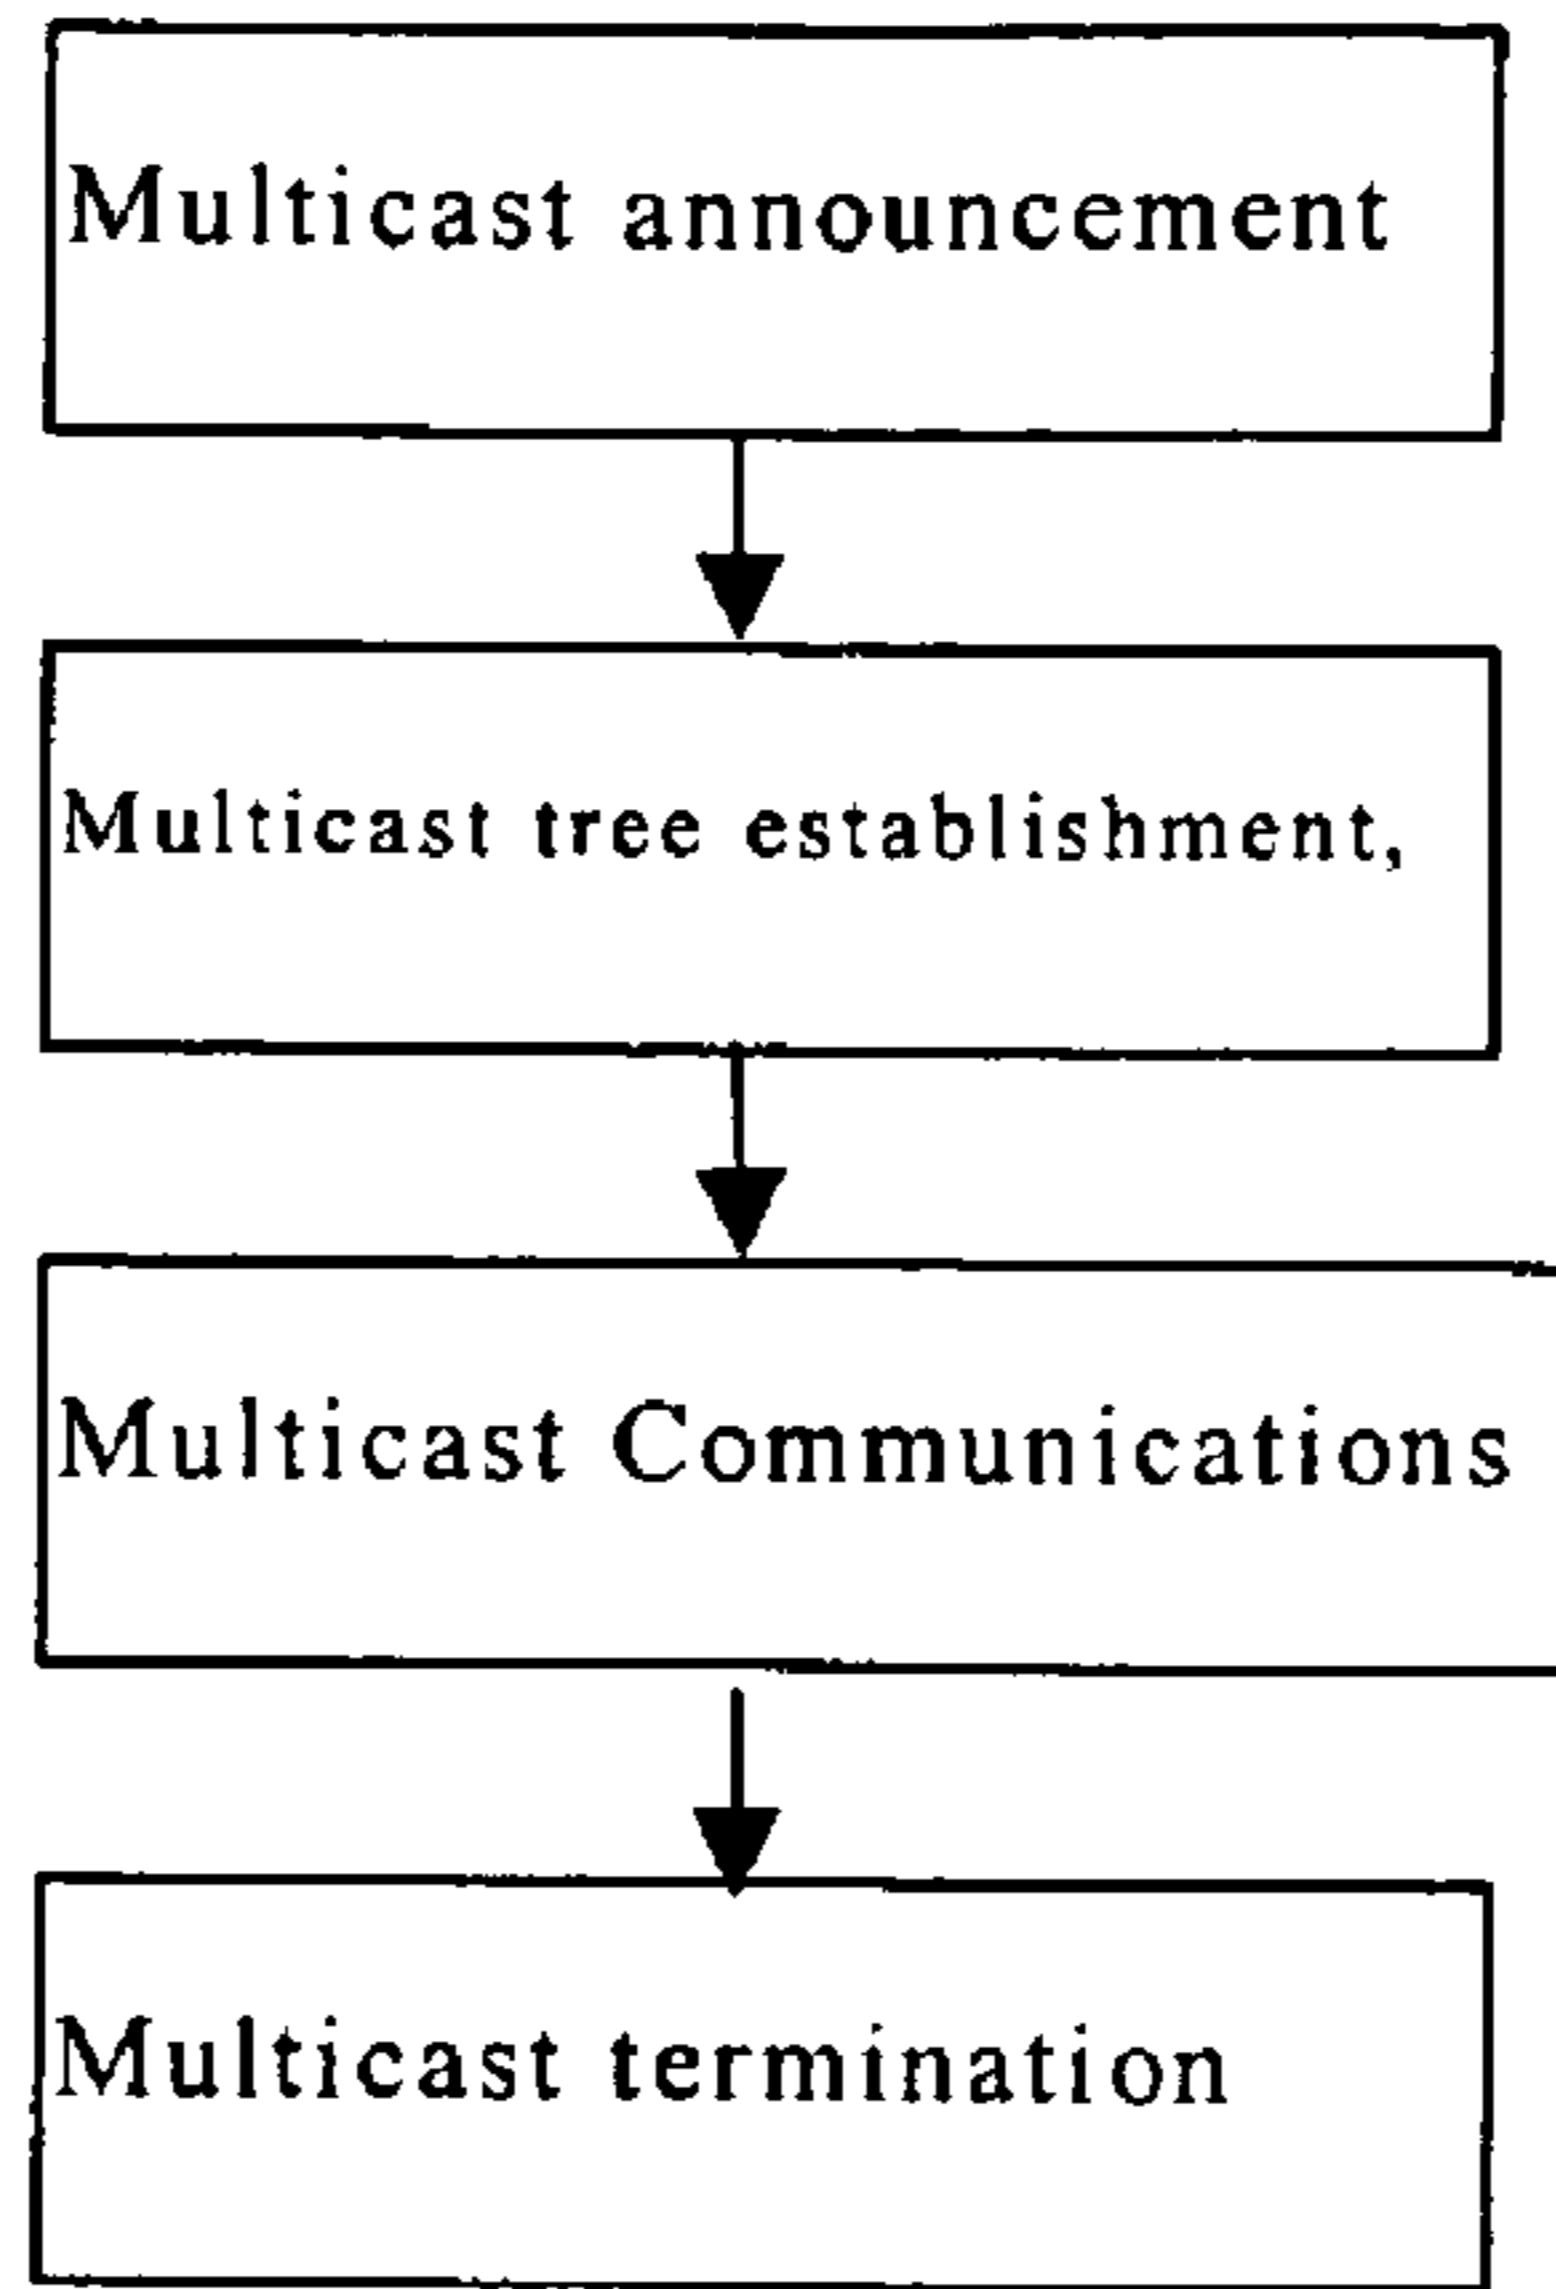 Multicast announcement
Multicast tree establishment,
Multicast Communications
Multicast termination